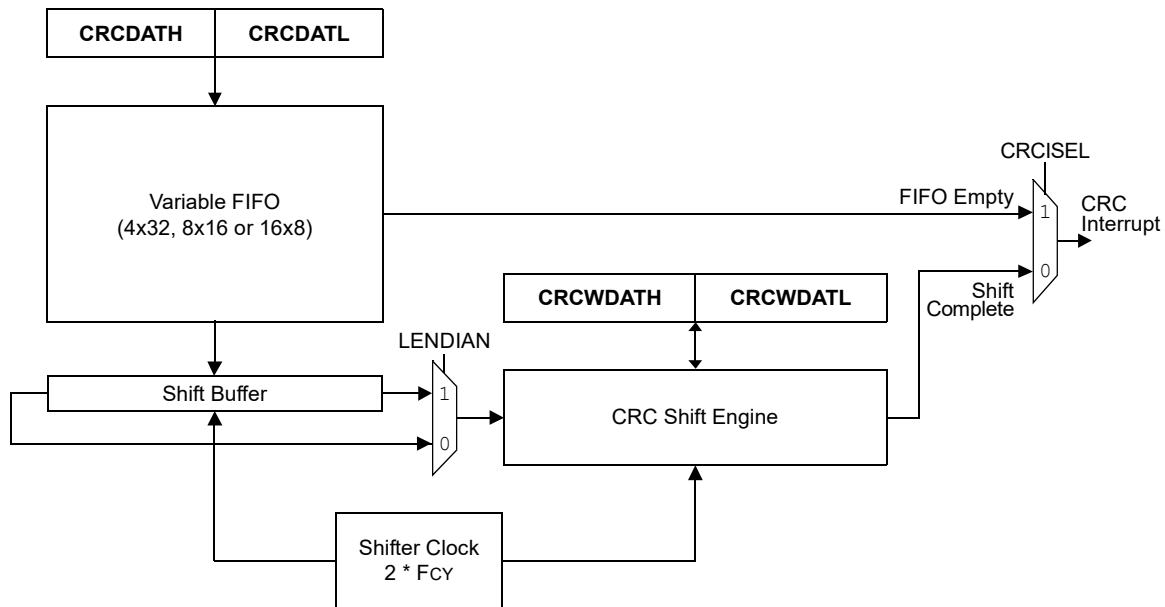 CRCDATH
CRCDATL
Variable FIFO
(4x32, 8x16 or 16x8)
CRCISEL
FIFO Empty
1
CRC
Interrupt
0
Shift
Complete
CRCWDATH
CRCWDATL
LENDIAN
Shift Buffer
1
0
CRC Shift Engine
Shifter Clock
2 * FCY